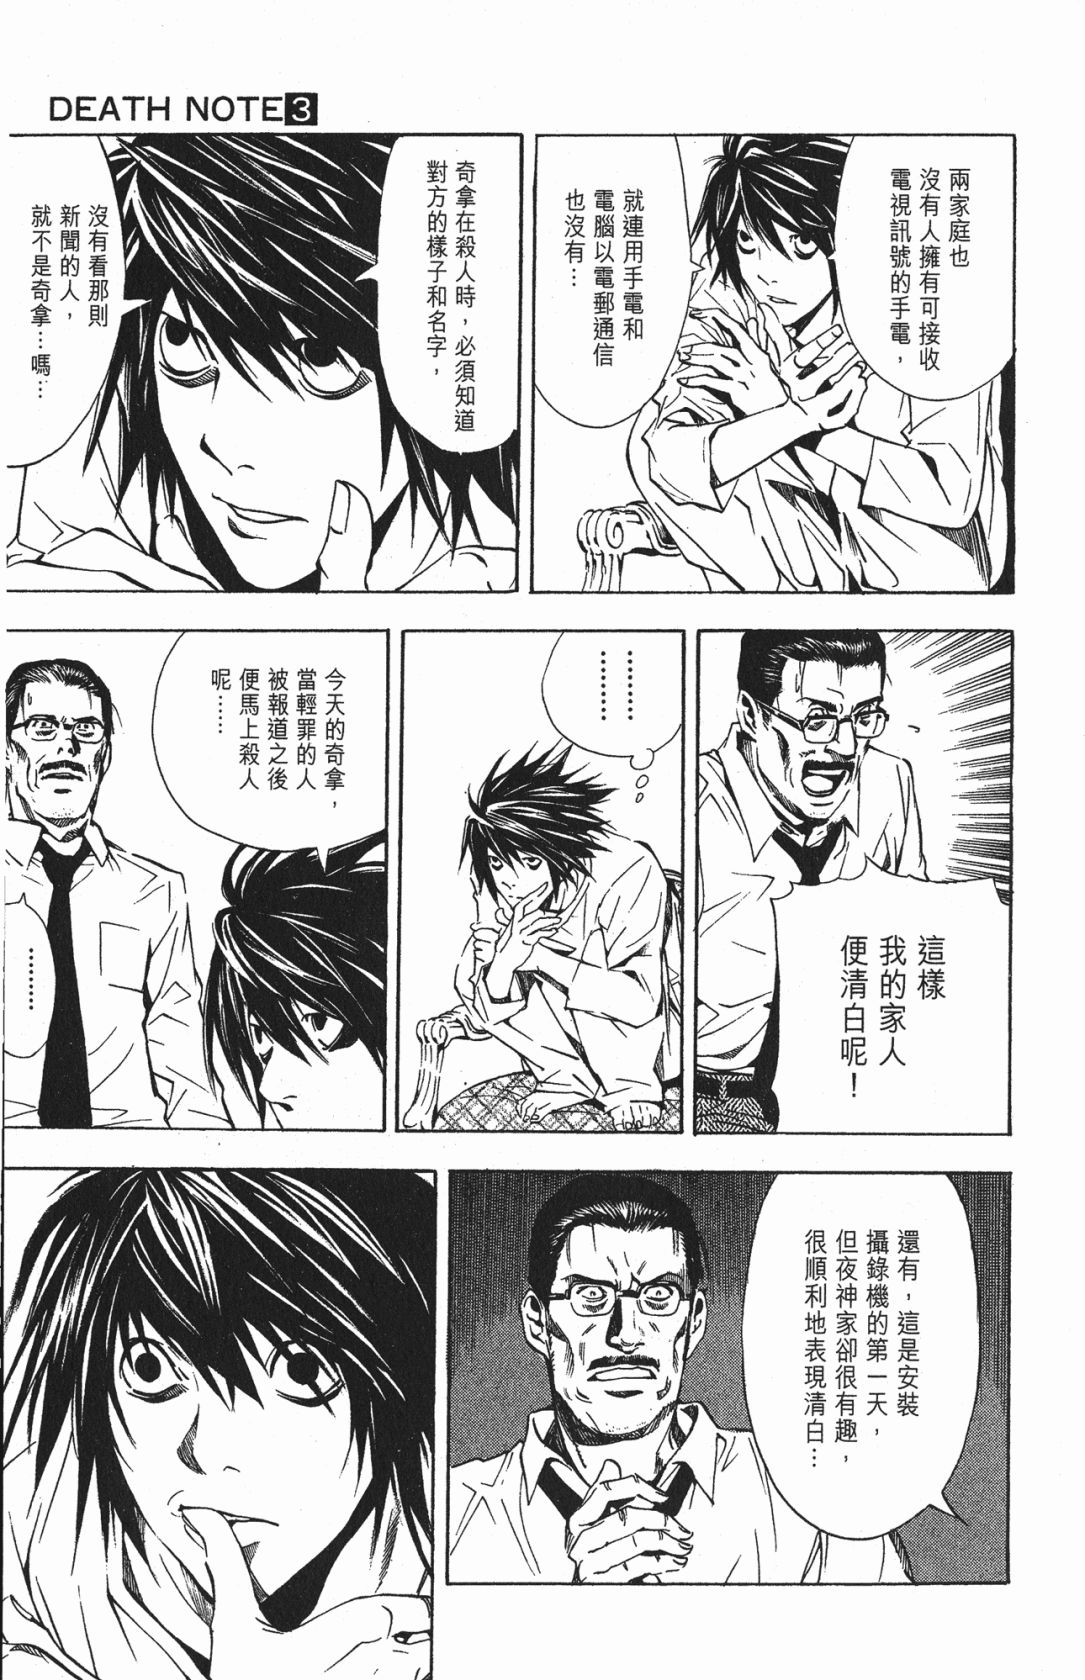 DEATH NOTE 3
兩家庭也
沒有人擁有可接收
電視訊號的手電，
就連用手電和
電腦以電郵通信
也沒有…
奇拿在殺人時，必須知道
對方的樣子和名字，
沒有看那則
新聞的人，
就不是奇拿…嗎…
這樣
我的家人
便清白呢！
………
今天的奇拿，
當輕罪的人
被報道之後
便馬上殺人
呢……
………
還有，這是安裝
攝錄機的第一天，
但夜神家卻很有趣，
很順利地表現清白…